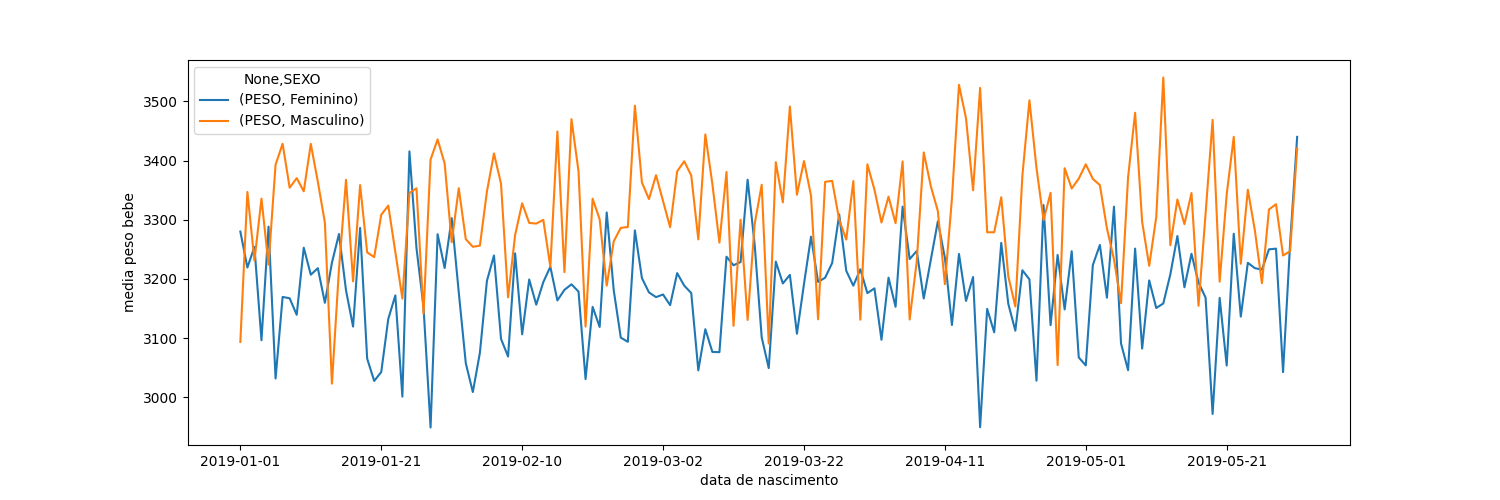 None,SEXO
(PESO, Feminino)
(PESO, Masculino)
3500
3400
3300
3200
3100
3000
media peso bebe
2019-01-01 2019-01-21 2019-02-10 2019-03-02 2019-03-22 2019-04-11 2019-05-01 2019-05-21
data de nascimento